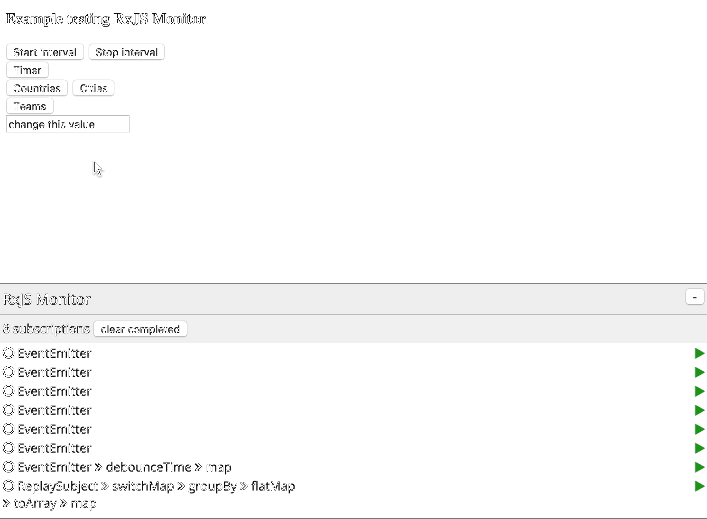 Example testing RxJS Monitor
Start interval Stop interval
Timer
Countries Cities
Teams
change this value
RxJS Monitor -
8 subscriptions clear completed
EventEmitter
EventEmitter
EventEmitter
EventEmitter
EventEmitter
EventEmitter
EventEmitter » debounceTime » map
ReplaySubject » switchMap » groupBy » flatMap
» toArray » map